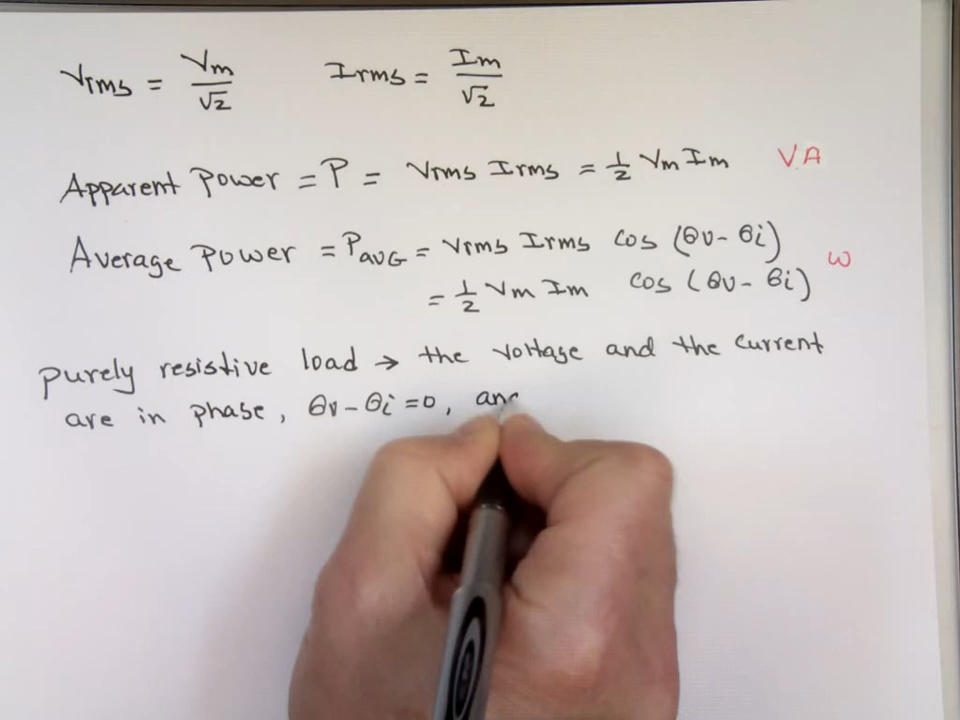 Vrms = Vm/√2   Irms = Im/√2
Apparent Power = P = Vrms Irms = 1/2 Vm Im   VA
Average Power = PAVG = Vrms Irms cos (θv - θi)   W
= 1/2 Vm Im cos (θv - θi)
purely resistive load → the voltage and the current
are in phase, θv - θi = 0, an